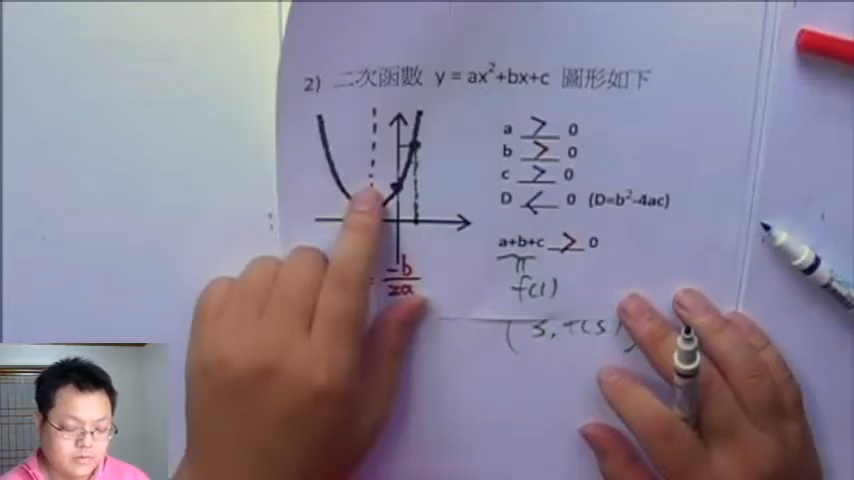 2) 二次函數 y = ax²+bx+c 圖形如下
a > 0
b > 0
c > 0
D < 0 (D=b²-4ac)
a+b+c > 0
f(1)
= -b/2a